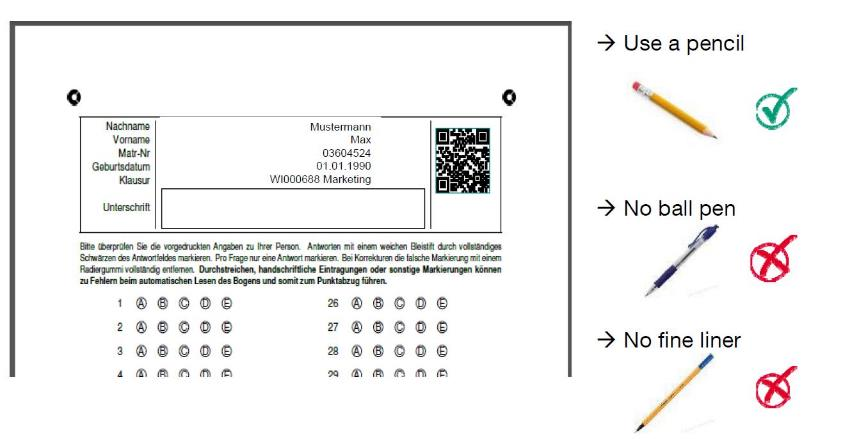 Nachname Mustermann
Vorname Max
Matr-Nr 03604524
Geburtsdatum 01.01.1990
Klausur WI000688 Marketing
Unterschrift
Bitte überprüfen Sie die vorgedruckten Angaben zu Ihrer Person. Antworten mit einem weichen Bleistift durch vollständiges
Schwärzen des Antwortfeldes markieren. Pro Frage nur eine Antwort markieren. Bei Korrekturen die falsche Markierung mit einem
Radiergummi vollständig entfernen. Durchstreichen, handschriftliche Eintragungen oder sonstige Markierungen können
zu Fehlern beim automatischen Lesen des Bogens und somit zum Punktabzug führen.
1 A B C D E 26 A B C D E
2 A B C D E 27 A B C D E
3 A B C D E 28 A B C D E
4 A B C D E 29 A B C D E
→ Use a pencil
→ No ball pen
→ No fine liner